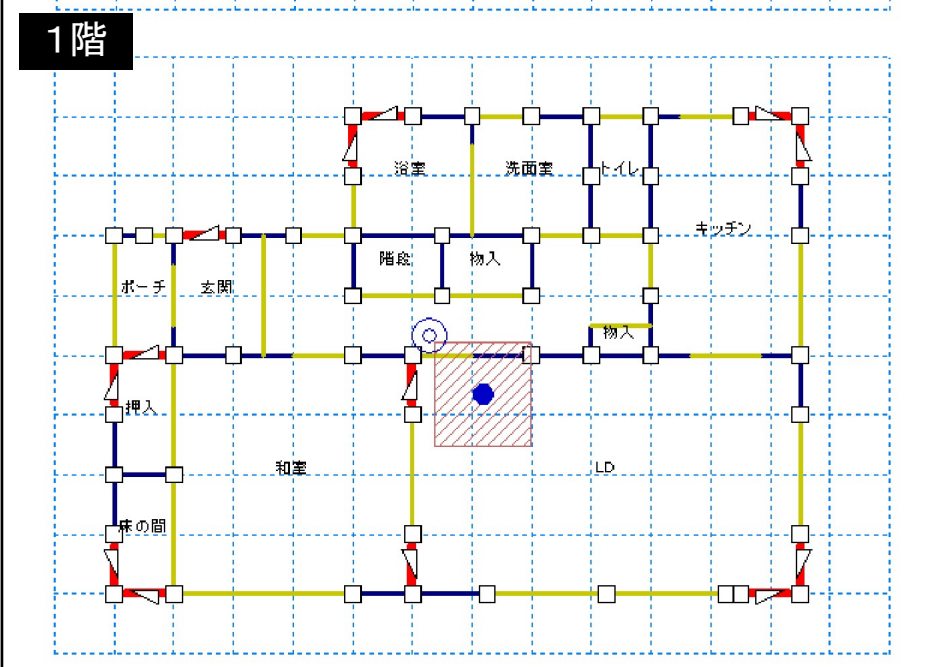 1階
浴室
洗面室
トイレ
キッチン
階段
物入
ポーチ
玄関
物入
押入
和室
LD
床の間